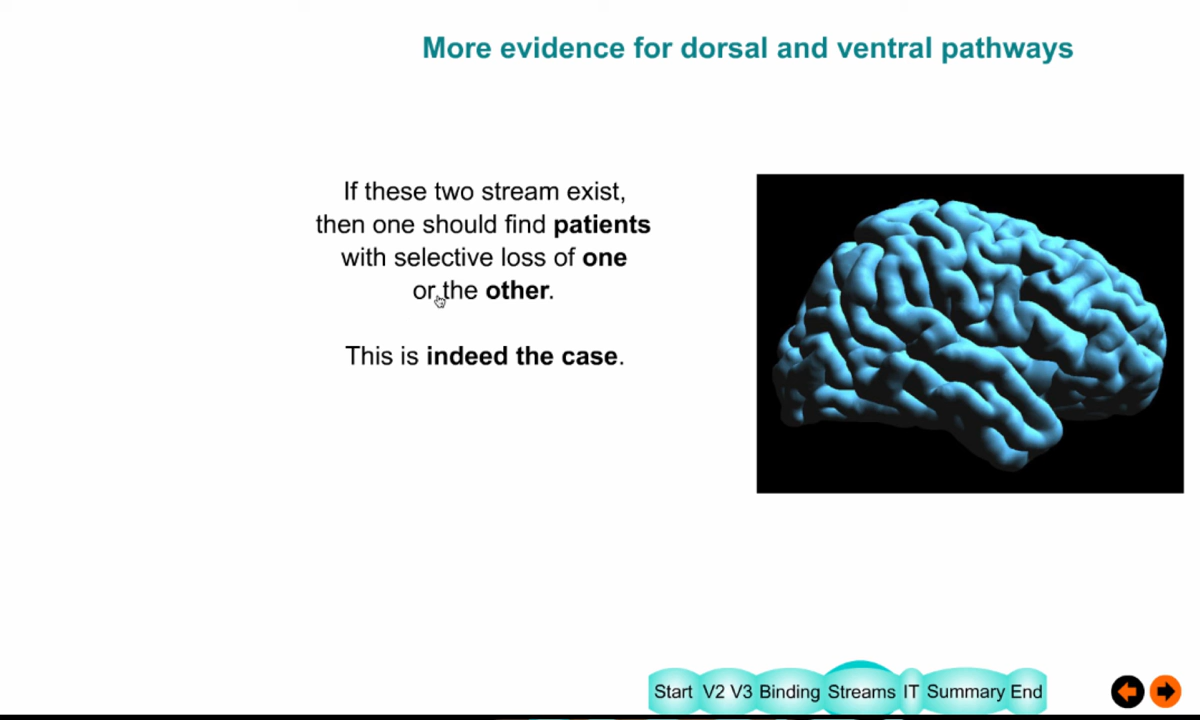 More evidence for dorsal and ventral pathways
If these two stream exist,
then one should find patients
with selective loss of one
or the other.
This is indeed the case.
Start V2 V3 Binding Streams IT Summary End